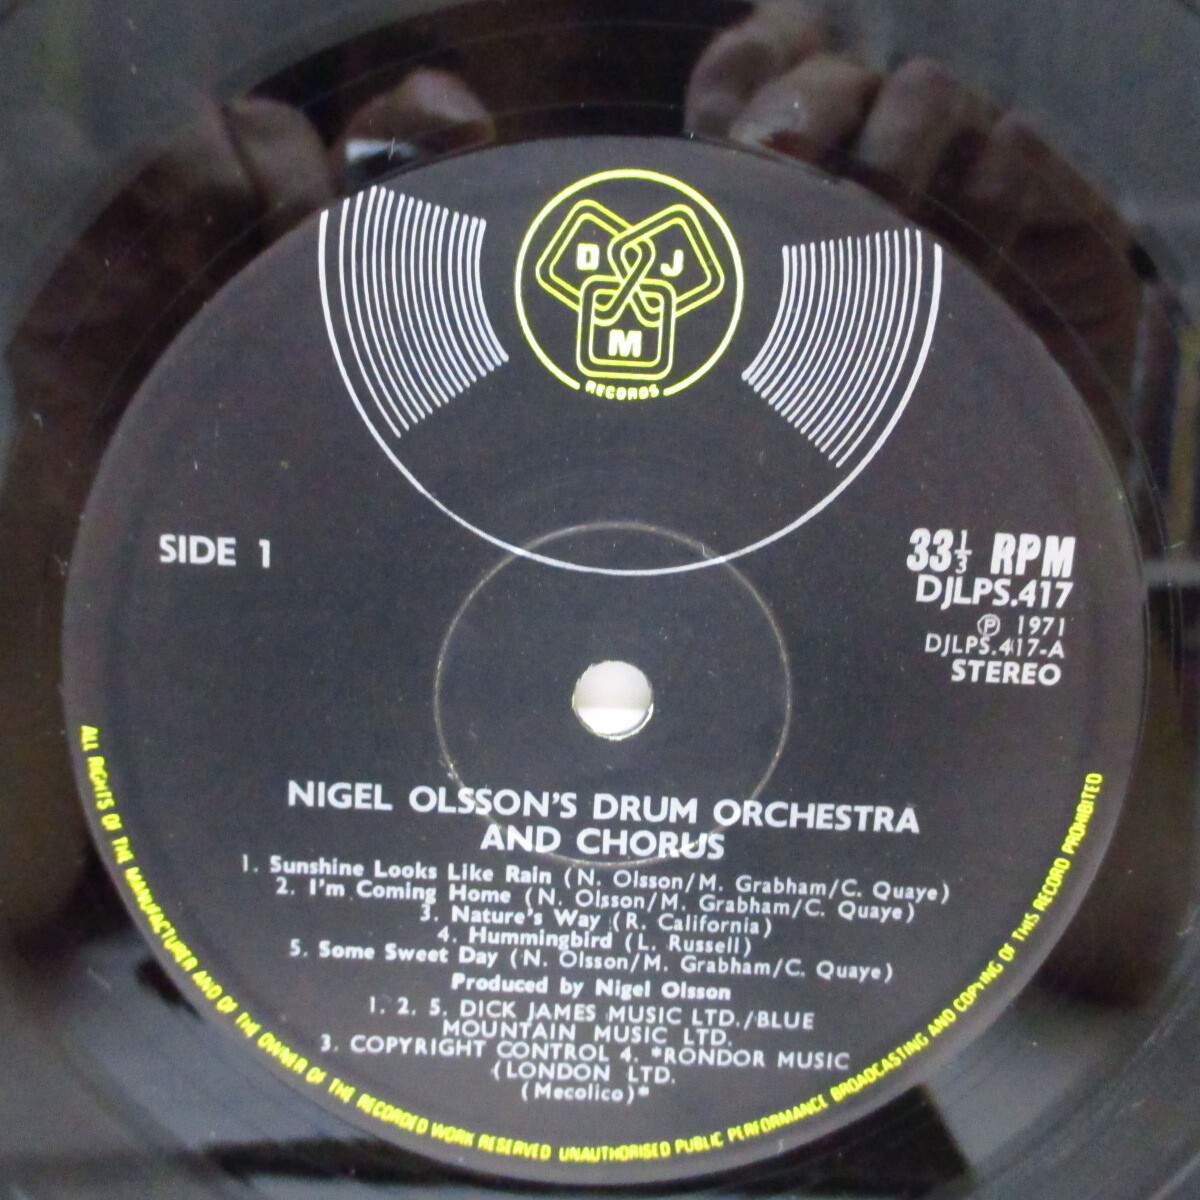 D J
M
RECORDS
SIDE 1
33⅓ RPM
DJLPS.417
Ⓟ 1971
DJLPS.417-A
STEREO
NIGEL OLSSON'S DRUM ORCHESTRA
AND CHORUS
1. Sunshine Looks Like Rain (N. Olsson/M. Grabham/C. Quaye)
2. I'm Coming Home (N. Olsson/M. Grabham/C. Quaye)
3. Nature's Way (R. California)
4. Hummingbird (L. Russell)
5. Some Sweet Day (N. Olsson/M. Grabham/C. Quaye)
Produced by Nigel Olsson
1. 2. 5. DICK JAMES MUSIC LTD./BLUE
MOUNTAIN MUSIC LTD.
3. COPYRIGHT CONTROL 4. *RONDOR MUSIC
(LONDON LTD.
(Mecolico)*
ALL RIGHTS OF THE MANUFACTURER AND OF THE OWNER OF THE RECORDED WORK RESERVED UNAUTHORISED PUBLIC PERFORMANCE BROADCASTING AND COPYING OF THIS RECORD PROHIBITED